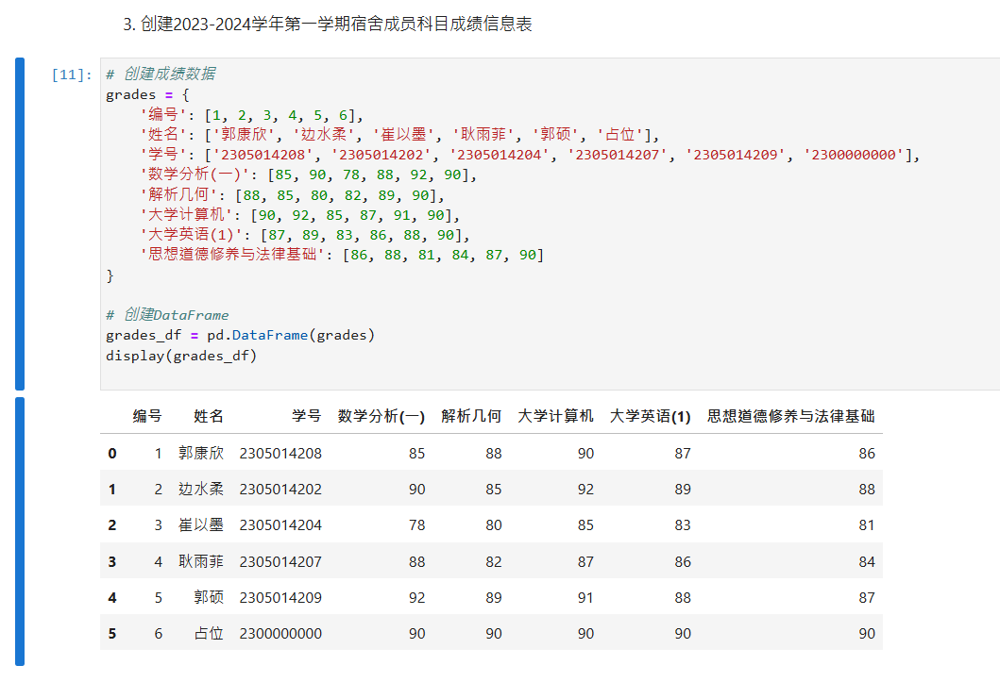 3. 创建2023-2024学年第一学期宿舍成员科目成绩信息表
[11]: # 创建成绩数据
grades = {
'编号': [1, 2, 3, 4, 5, 6],
'姓名': ['郭康欣', '边水柔', '崔以墨', '耿雨菲', '郭硕', '占位'],
'学号': ['2305014208', '2305014202', '2305014204', '2305014207', '2305014209', '2300000000'],
'数学分析(一)': [85, 90, 78, 88, 92, 90],
'解析几何': [88, 85, 80, 82, 89, 90],
'大学计算机': [90, 92, 85, 87, 91, 90],
'大学英语(1)': [87, 89, 83, 86, 88, 90],
'思想道德修养与法律基础': [86, 88, 81, 84, 87, 90]
}
# 创建DataFrame
grades_df = pd.DataFrame(grades)
display(grades_df)
编号 姓名 学号 数学分析(一) 解析几何 大学计算机 大学英语(1) 思想道德修养与法律基础
0 1 郭康欣 2305014208 85 88 90 87 86
1 2 边水柔 2305014202 90 85 92 89 88
2 3 崔以墨 2305014204 78 80 85 83 81
3 4 耿雨菲 2305014207 88 82 87 86 84
4 5 郭硕 2305014209 92 89 91 88 87
5 6 占位 2300000000 90 90 90 90 90